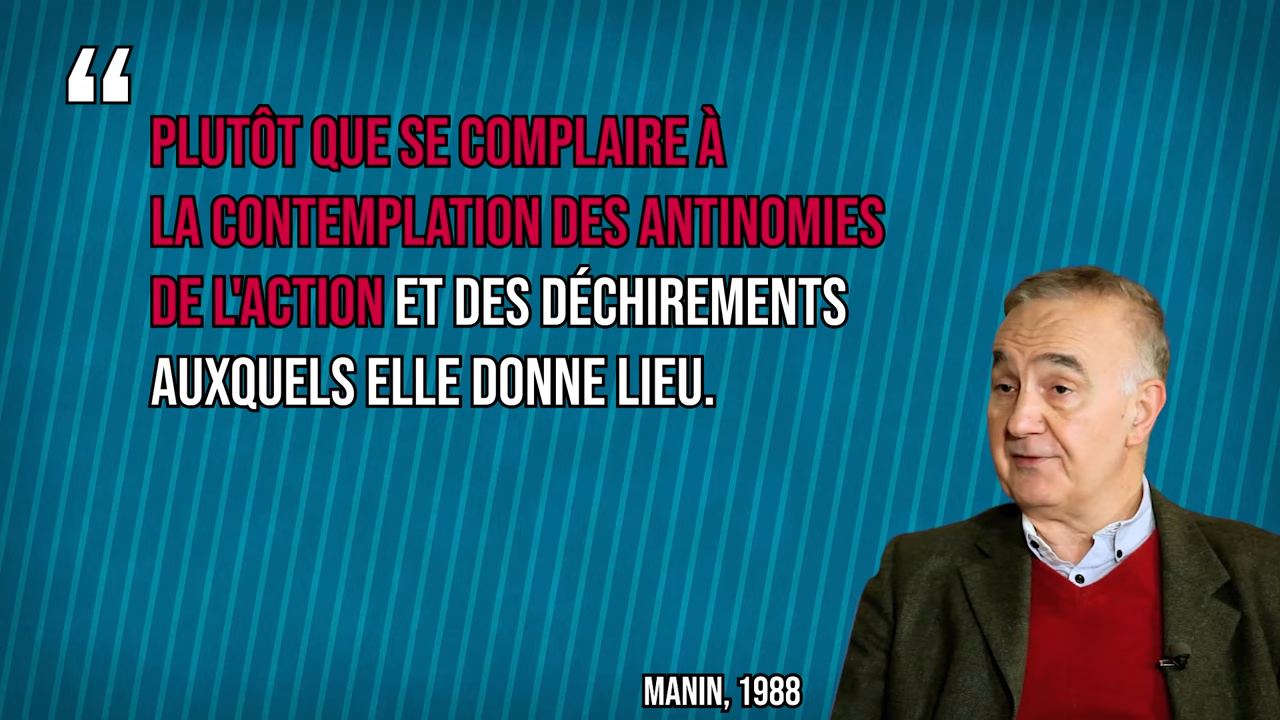 “
PLUTÔT QUE SE COMPLAIRE À
LA CONTEMPLATION DES ANTINOMIES
DE L'ACTION ET DES DÉCHIREMENTS
AUXQUELS ELLE DONNE LIEU.
MANIN, 1988